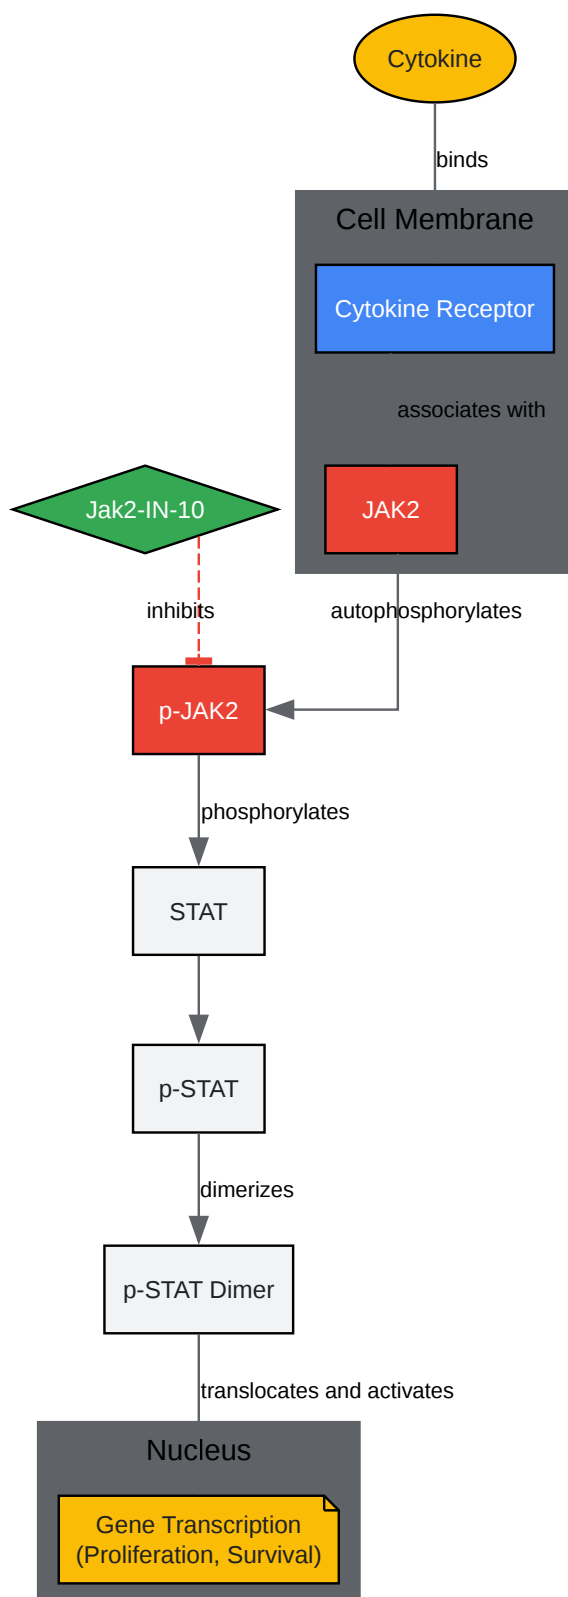 Cytokine
binds
Cell Membrane
Cytokine Receptor
associates with
Jak2-IN-10
JAK2
inhibits
autophosphorylates
p-JAK2
phosphorylates
STAT
p-STAT
dimerizes
p-STAT Dimer
translocates and activates
Nucleus
Gene Transcription
(Proliferation, Survival)